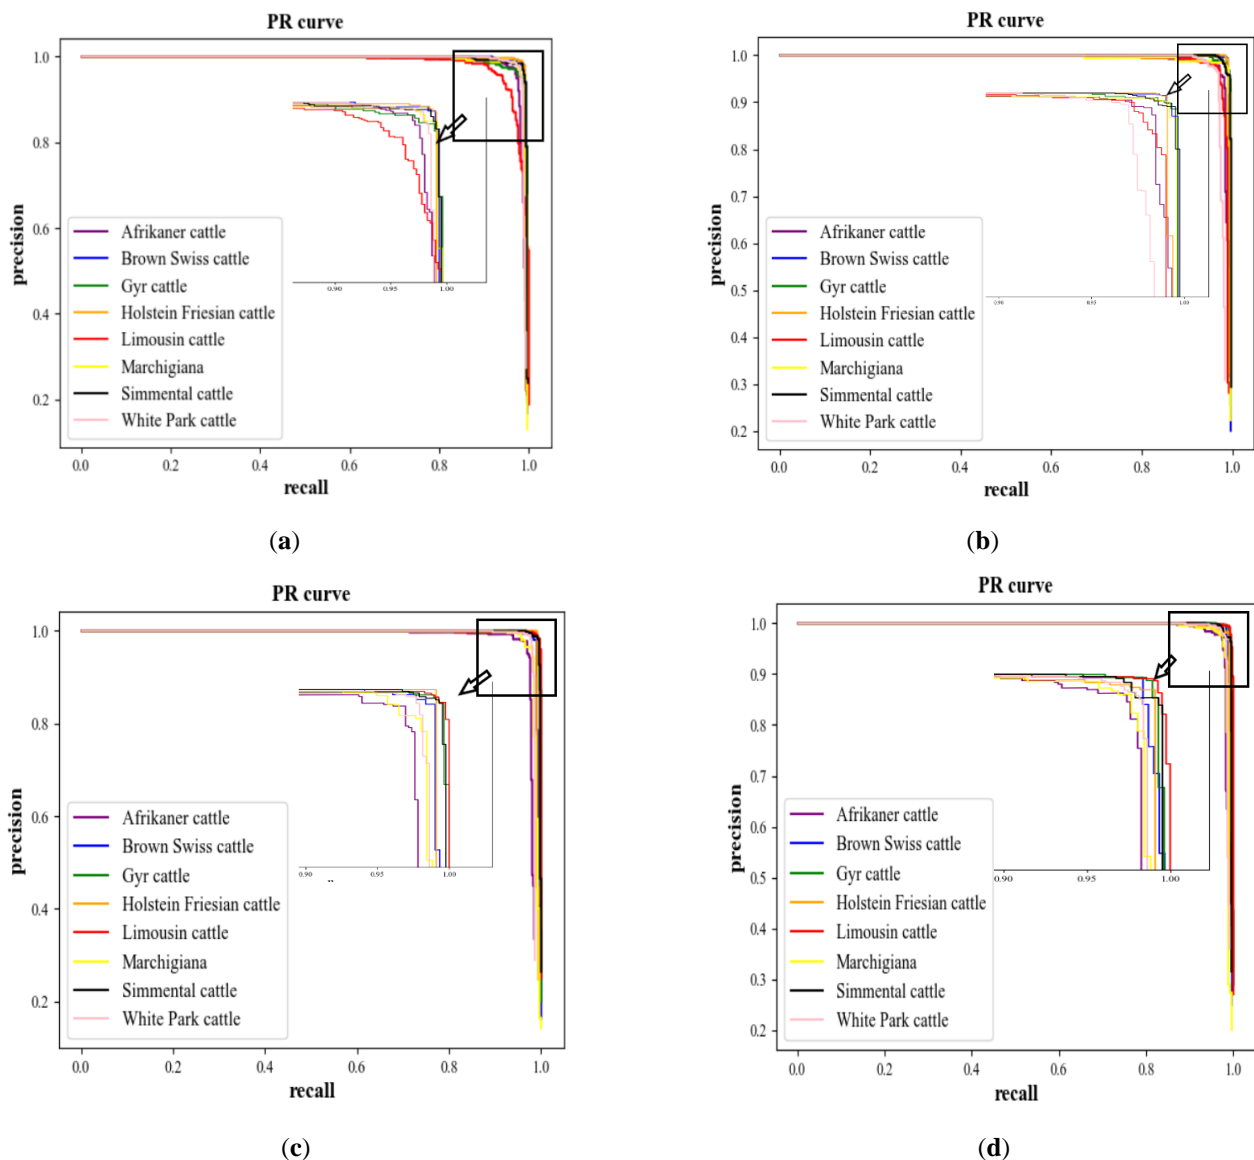 PR curve
1.0
0.8
0.6
0.4
0.2
precision
0.90
0.95
1.00
Afrikaner cattle
Brown Swiss cattle
Gyr cattle
Holstein Friesian cattle
Limousin cattle
Marchigiana
Simmental cattle
White Park cattle
0.0 0.2 0.4 0.6 0.8 1.0
recall
(a)
PR curve
1.0
0.9
0.8
0.7
0.6
0.5
0.4
0.3
0.2
precision
0.90
0.95
1.00
Afrikaner cattle
Brown Swiss cattle
Gyr cattle
Holstein Friesian cattle
Limousin cattle
Marchigiana
Simmental cattle
White Park cattle
0.0 0.2 0.4 0.6 0.8 1.0
recall
(b)
PR curve
1.0
0.8
0.6
0.4
0.2
precision
0.90
0.95
1.00
Afrikaner cattle
Brown Swiss cattle
Gyr cattle
Holstein Friesian cattle
Limousin cattle
Marchigiana
Simmental cattle
White Park cattle
0.0 0.2 0.4 0.6 0.8 1.0
recall
(c)
PR curve
1.0
0.9
0.8
0.7
0.6
0.5
0.4
0.3
0.2
precision
0.90
0.95
1.00
Afrikaner cattle
Brown Swiss cattle
Gyr cattle
Holstein Friesian cattle
Limousin cattle
Marchigiana
Simmental cattle
White Park cattle
0.0 0.2 0.4 0.6 0.8 1.0
recall
(d)